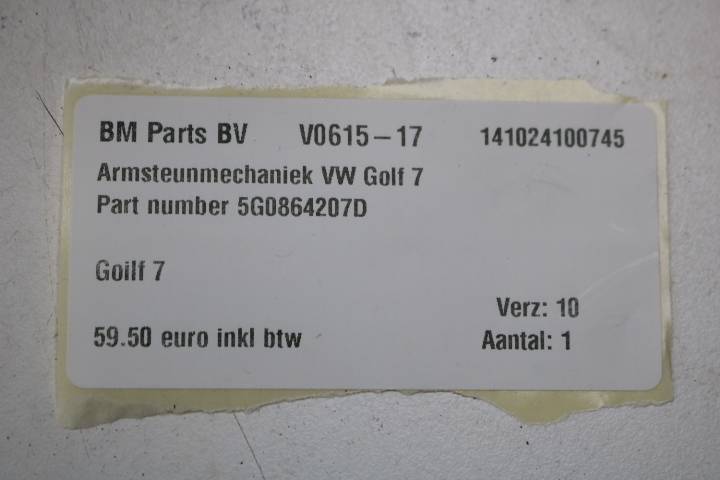 BM Parts BV V0615-17 141024100745
Armsteunmechaniek VW Golf 7
Part number 5G0864207D
Goilf 7
Verz: 10
59.50 euro inkl btw Aantal: 1